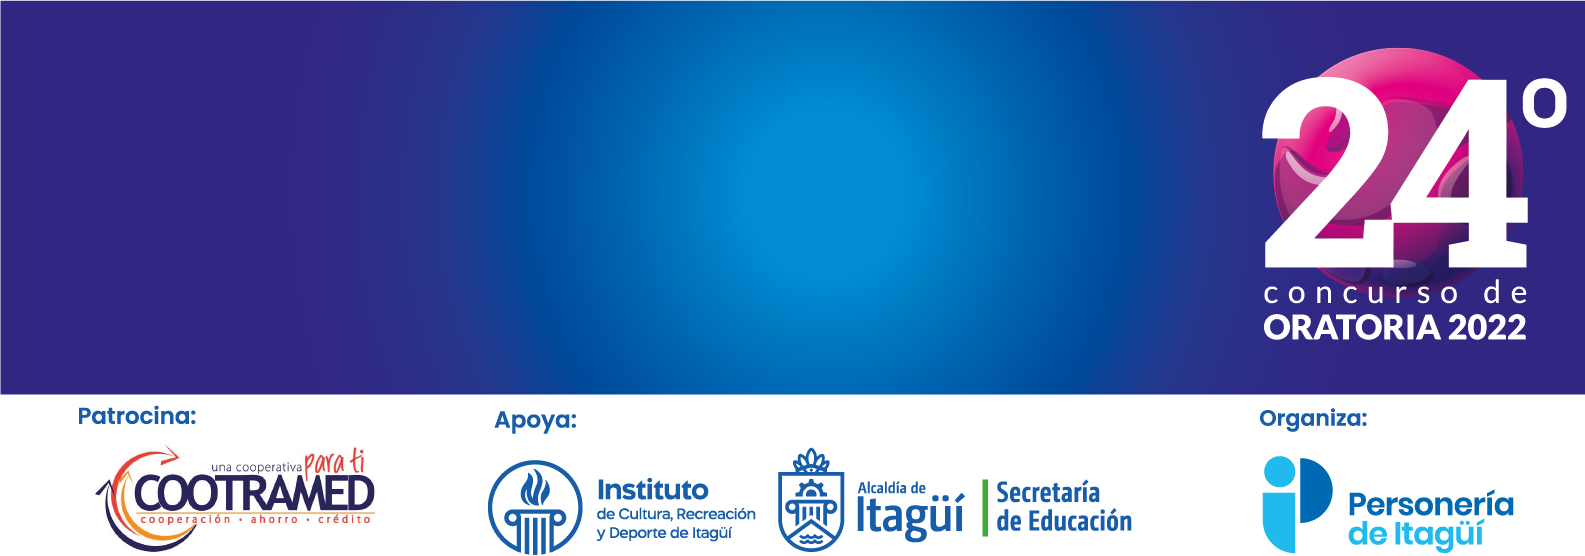 24º
concurso de
ORATORIA 2022
Patrocina:
una cooperativa para ti
COOTRAMED
cooperación • ahorro • crédito
Apoya:
Instituto
de Cultura, Recreación
y Deporte de Itagüí
Alcaldía de
Itagüí
Secretaría
de Educación
Organiza:
Personería
de Itagüí